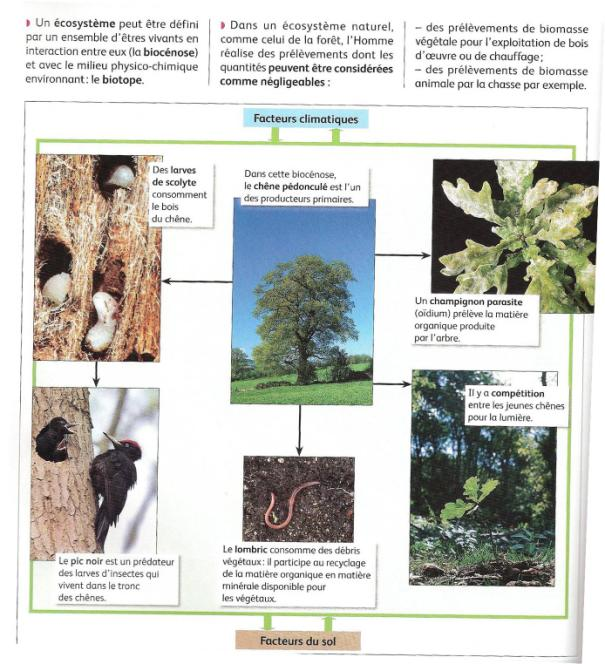 Un écosystème peut être défini
par un ensemble d'êtres vivants en
interaction entre eux (la biocénose)
et avec le milieu physico-chimique
environnant : le biotope.
Dans un écosystème naturel,
comme celui de la forêt, l'Homme
réalise des prélèvements dont les
quantités peuvent être considérées
comme négligeables :
– des prélèvements de biomasse
végétale pour l'exploitation de bois
d'œuvre ou de chauffage ;
– des prélèvements de biomasse
animale par la chasse par exemple.
Facteurs climatiques
Des larves
de scolyte
consomment
le bois
du chêne.
Dans cette biocénose,
le chêne pédonculé est l'un
des producteurs primaires.
Un champignon parasite
(oïdium) prélève la matière
organique produite
par l'arbre.
Il y a compétition
entre les jeunes chênes
pour la lumière.
Le pic noir est un prédateur
des larves d'insectes qui
vivent dans le tronc
des chênes.
Le lombric consomme des débris
végétaux : il participe au recyclage
de la matière organique en matière
minérale disponible pour
les végétaux.
Facteurs du sol